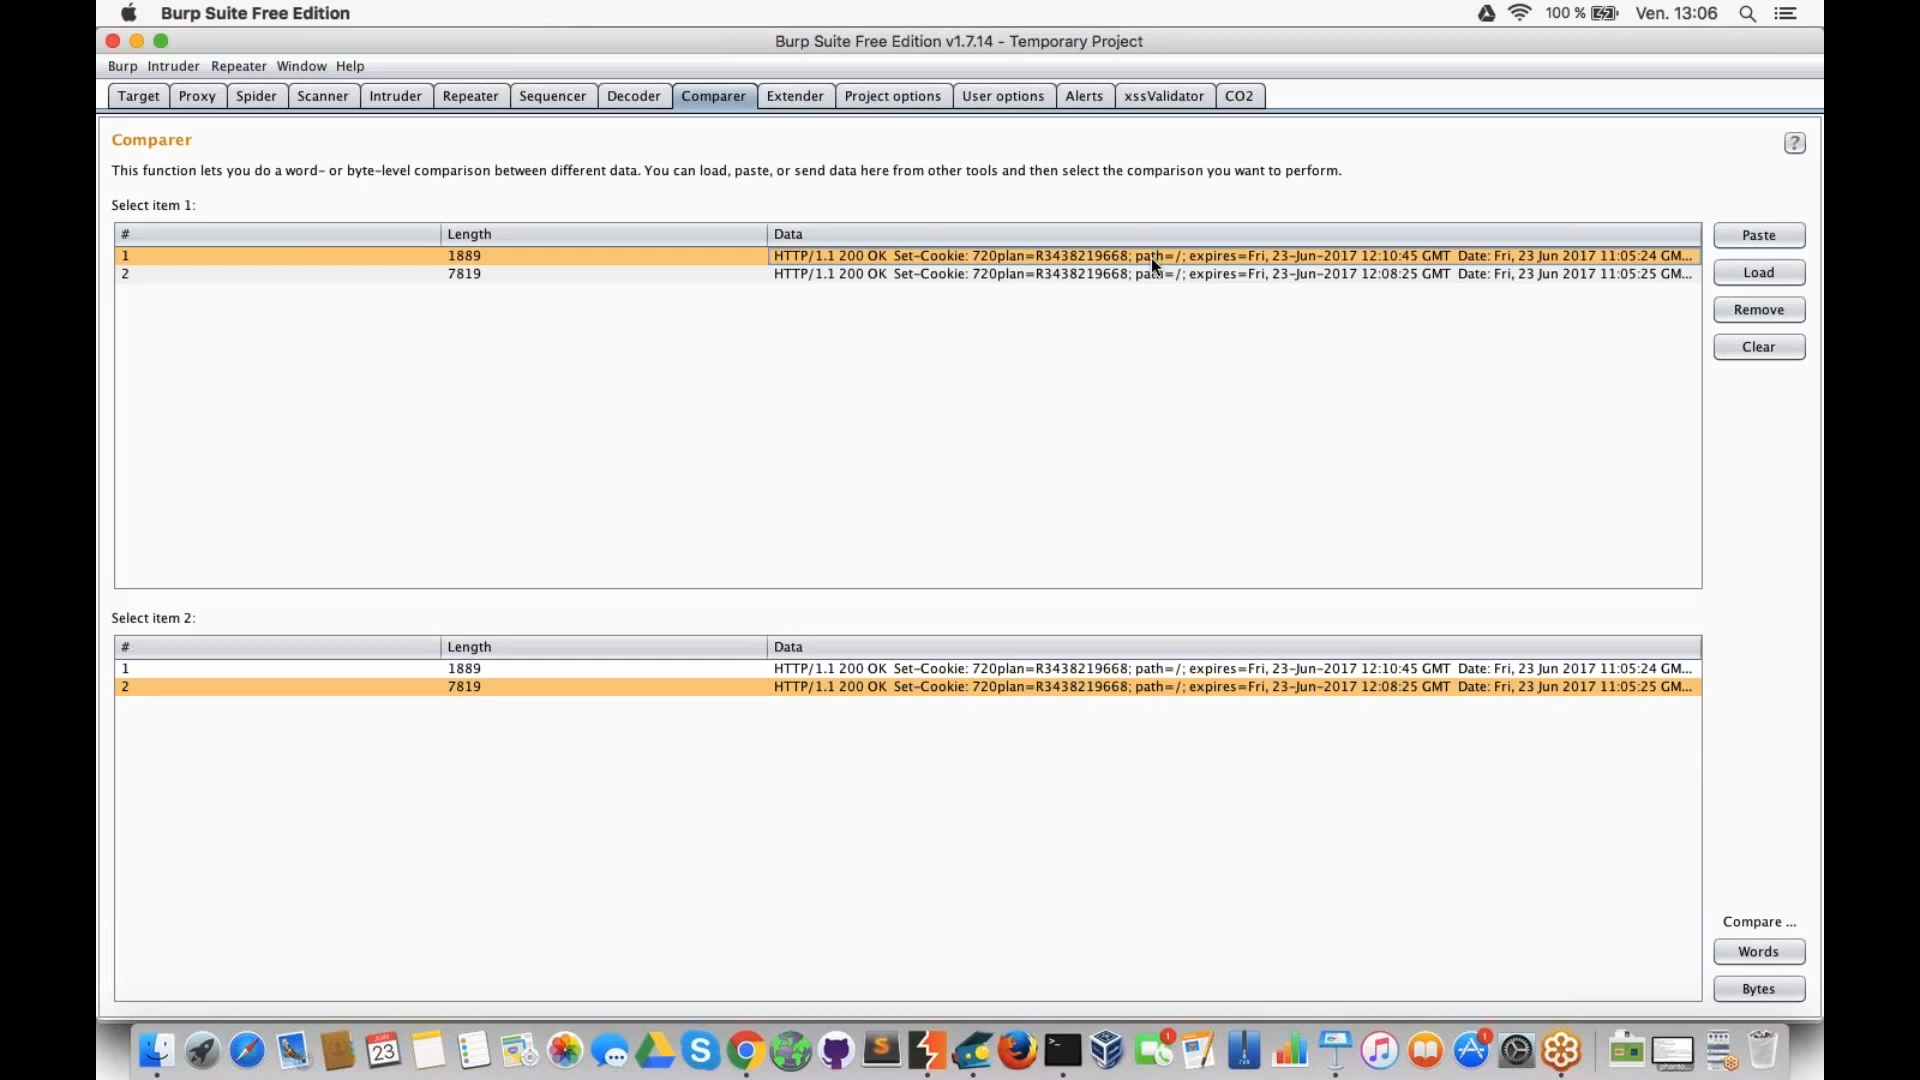 Burp Suite Free Edition 100 % Ven. 13:06
Burp Suite Free Edition v1.7.14 - Temporary Project
Burp Intruder Repeater Window Help
Target Proxy Spider Scanner Intruder Repeater Sequencer Decoder Comparer Extender Project options User options Alerts xssValidator CO2
Comparer
?
This function lets you do a word- or byte-level comparison between different data. You can load, paste, or send data here from other tools and then select the comparison you want to perform.
Select item 1:
# Length Data
Paste
1 1889 HTTP/1.1 200 OK Set-Cookie: 720plan=R3438219668; path=/; expires=Fri, 23-Jun-2017 12:10:45 GMT Date: Fri, 23 Jun 2017 11:05:24 GM...
2 7819 HTTP/1.1 200 OK Set-Cookie: 720plan=R3438219668; path=/; expires=Fri, 23-Jun-2017 12:08:25 GMT Date: Fri, 23 Jun 2017 11:05:25 GM...
Load
Remove
Clear
Select item 2:
# Length Data
1 1889 HTTP/1.1 200 OK Set-Cookie: 720plan=R3438219668; path=/; expires=Fri, 23-Jun-2017 12:10:45 GMT Date: Fri, 23 Jun 2017 11:05:24 GM...
2 7819 HTTP/1.1 200 OK Set-Cookie: 720plan=R3438219668; path=/; expires=Fri, 23-Jun-2017 12:08:25 GMT Date: Fri, 23 Jun 2017 11:05:25 GM...
Compare ...
Words
Bytes
23
1
1